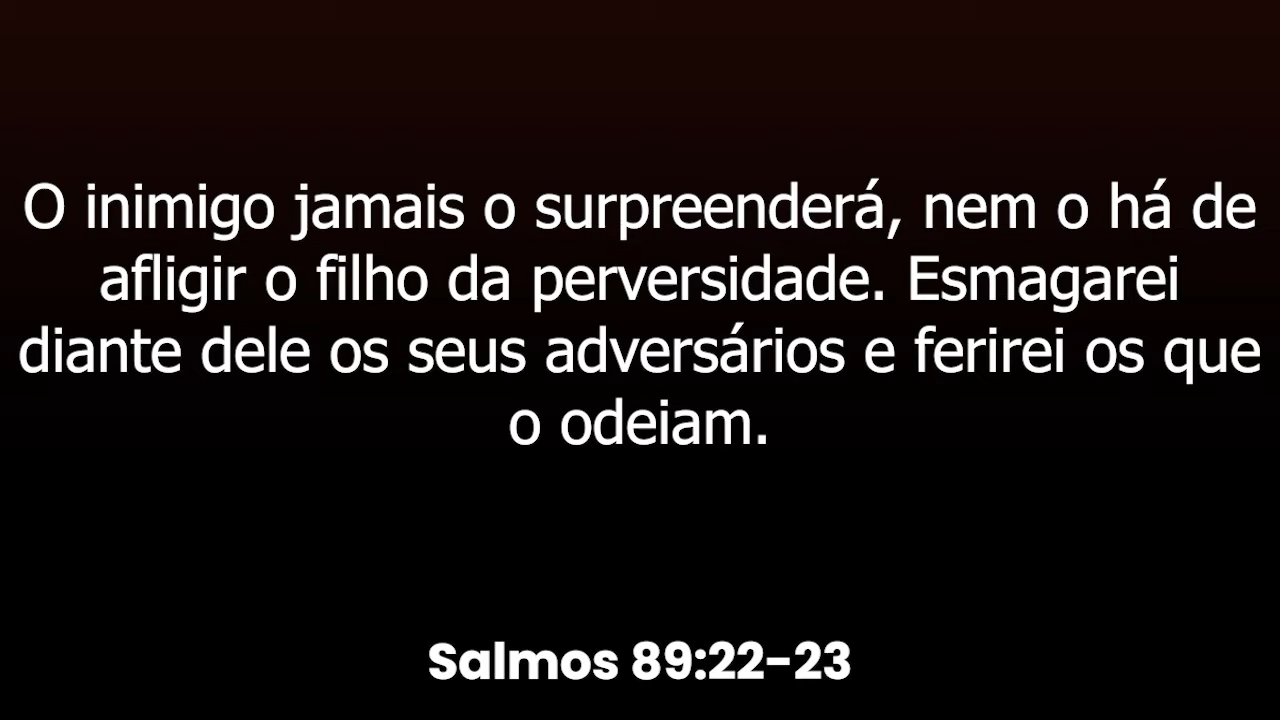 O inimigo jamais o surpreenderá, nem o há de
afligir o filho da perversidade. Esmagarei
diante dele os seus adversários e ferirei os que
o odeiam.
Salmos 89:22-23